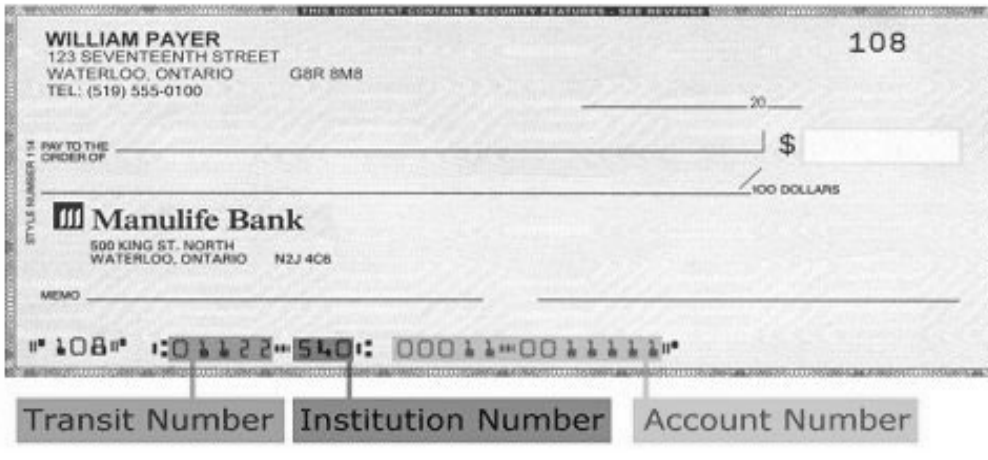 THIS DOCUMENT CONTAINS SECURITY FEATURES - SEE REVERSE
WILLIAM PAYER 108
123 SEVENTEENTH STREET
WATERLOO, ONTARIO G8R 8M8
TEL: (519) 555-0100
20
PAY TO THE
ORDER OF $
100 DOLLARS
STYLE NUMBER 114
Manulife Bank
500 KING ST. NORTH
WATERLOO, ONTARIO N2J 4C6
MEMO
⑈108⑈ ⑆01122⑉540⑆ 00011⑉0011111⑈
Transit Number Institution Number Account Number